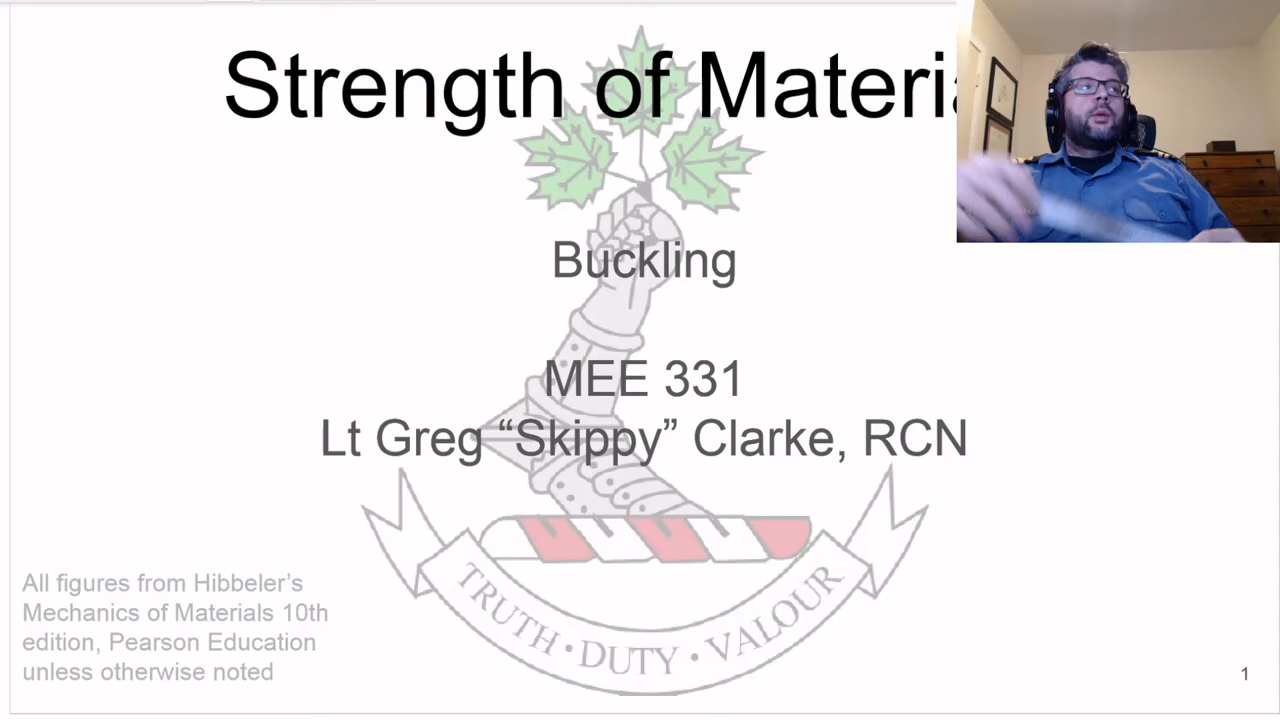 Strength of Materia
Buckling
MEE 331
Lt Greg “Skippy” Clarke, RCN
All figures from Hibbeler’s
Mechanics of Materials 10th
edition, Pearson Education
unless otherwise noted
TRUTH · DUTY · VALOUR
1